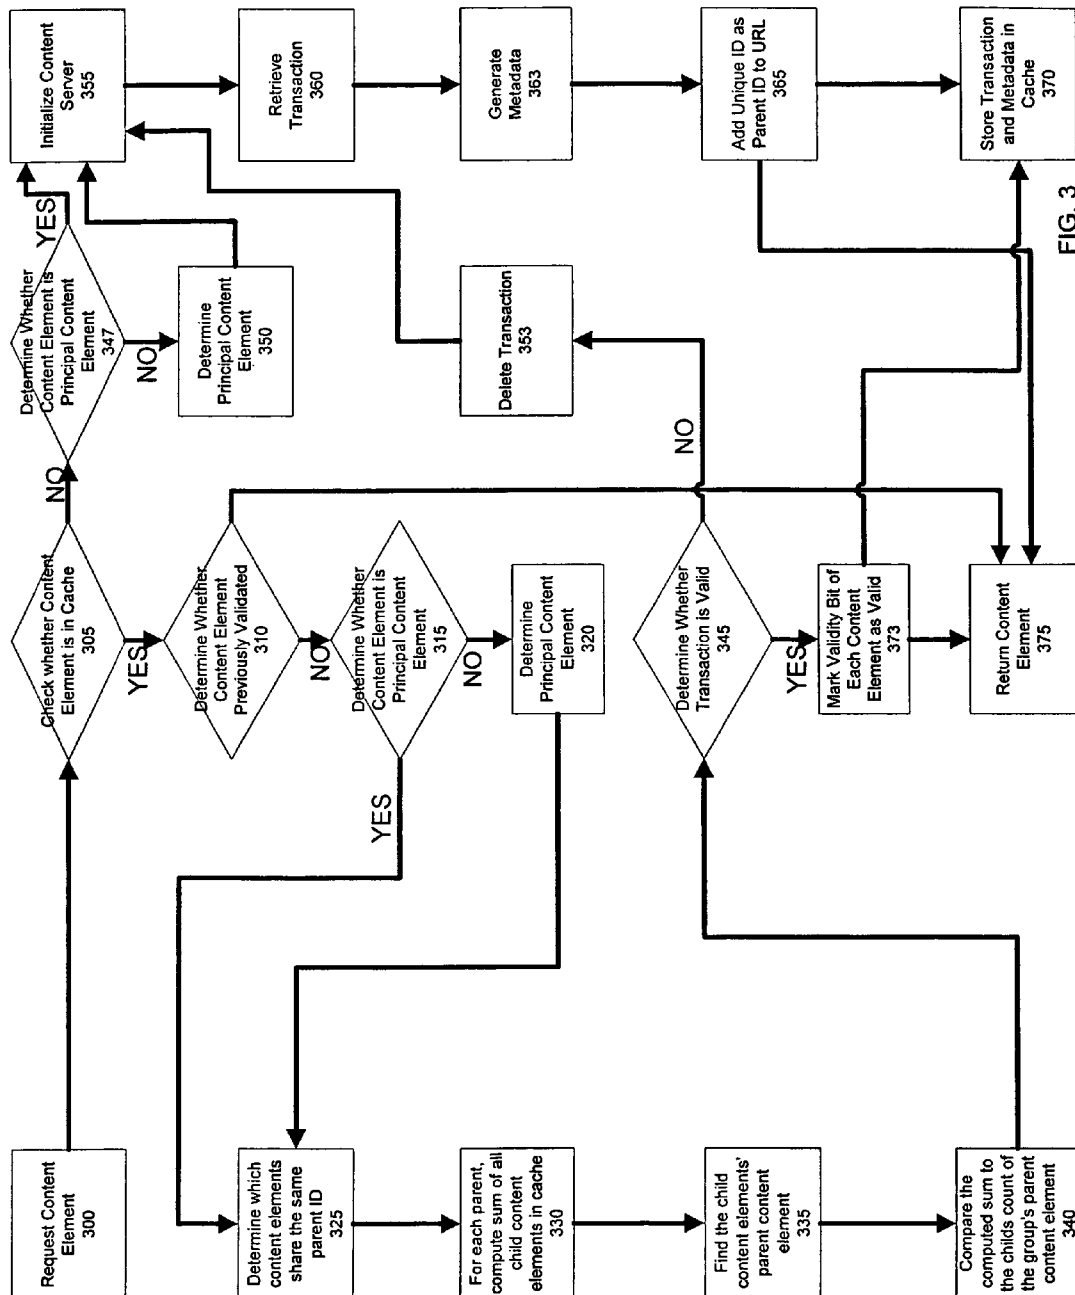 Request Content
Element
300
Check whether Content
Element is in Cache
305
NO
YES
Determine Whether
Content Element is
Principal Content
Element
347
YES
NO
Initialize Content
Server
355
Determine Whether
Content Element
Previously Validated
310
NO
Determine
Principal Content
Element
350
Retrieve
Transaction
360
Determine which
content elements
share the same
parent ID
325
YES
Determine Whether
Content Element is
Principal Content
Element
315
NO
For each parent,
compute sum of all
child content
elements in cache
330
Determine
Principal Content
Element
320
Delete Transaction
353
Generate
Metadata
363
Find the child
content elements'
parent content
element
335
Determine Whether
Transaction is Valid
345
NO
YES
Add Unique ID as
Parent ID to URL
365
Mark Validity Bit of
Each Content
Element as Valid
373
Compare the
computed sum to
the childs count of
the group's parent
content element
340
Return Content
Element
375
Store Transaction
and Metadata in
Cache
370
FIG. 3